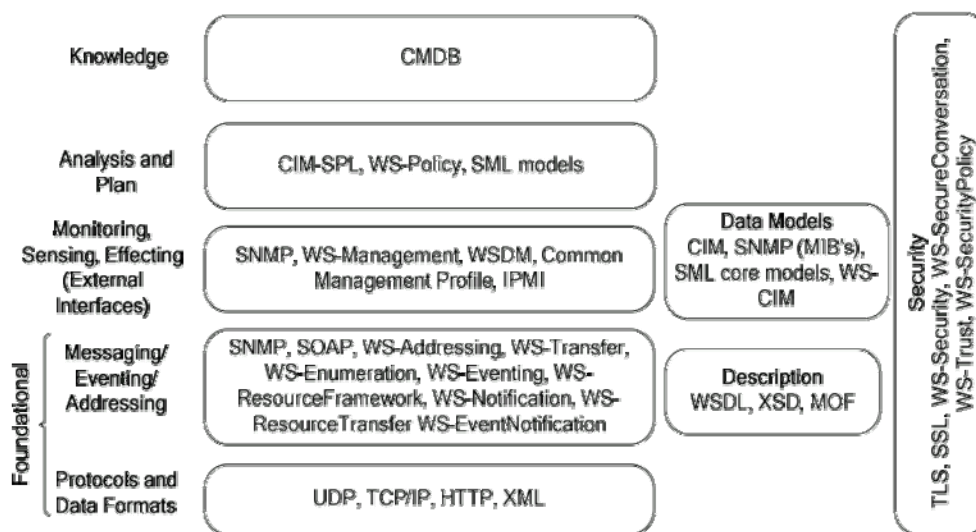 Knowledge
CMDB
Analysis and
Plan
CIM-SPL, WS-Policy, SML models
Monitoring,
Sensing, Effecting
(External
Interfaces)
SNMP, WS-Management, WSDM, Common
Management Profile, IPMI
Data Models
CIM, SNMP (MIB's),
SML core models, WS-
CIM
Foundational
Messaging/
Eventing/
Addressing
SNMP, SOAP, WS-Addressing, WS-Transfer,
WS-Enumeration, WS-Eventing, WS-
ResourceFramework, WS-Notification, WS-
ResourceTransfer WS-EventNotification
Description
WSDL, XSD, MOF
Protocols and
Data Formats
UDP, TCP/IP, HTTP, XML
Security
TLS, SSL, WS-Security, WS-SecureConversation,
WS-Trust, WS-SecurityPolicy